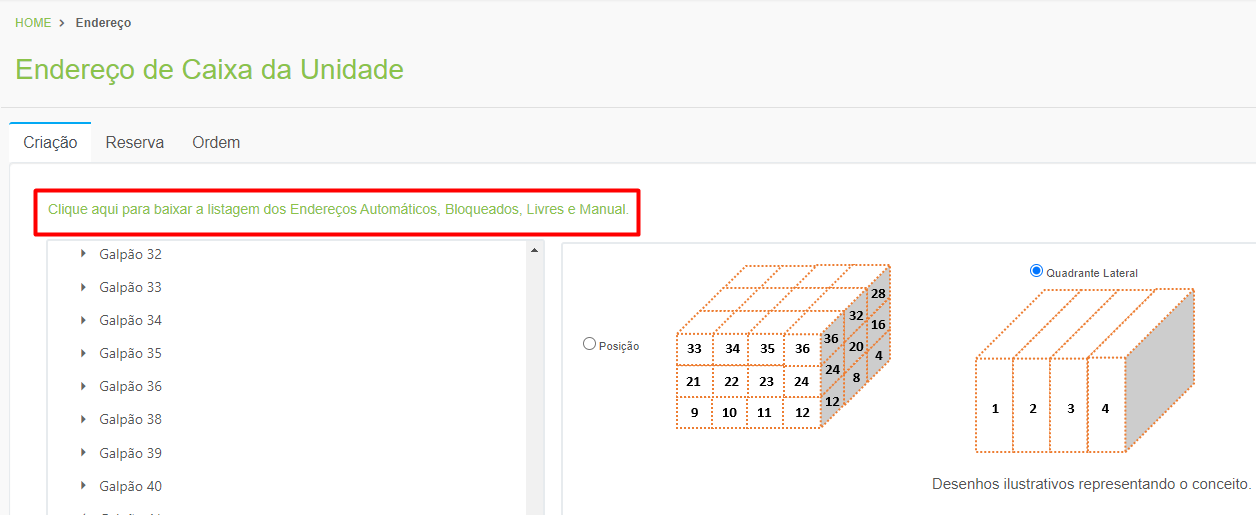 HOME > Endereço
Endereço de Caixa da Unidade
Criação Reserva Ordem
Clique aqui para baixar a listagem dos Endereços Automáticos, Bloqueados, Livres e Manual.
Galpão 32
Galpão 33
Galpão 34
Galpão 35
Galpão 36
Galpão 38
Galpão 39
Galpão 40
Posição
33 34 35 36
21 22 23 24
9 10 11 12
36 32 28
24 20 16
12 8 4
Quadrante Lateral
1 2 3 4
Desenhos ilustrativos representando o conceito.